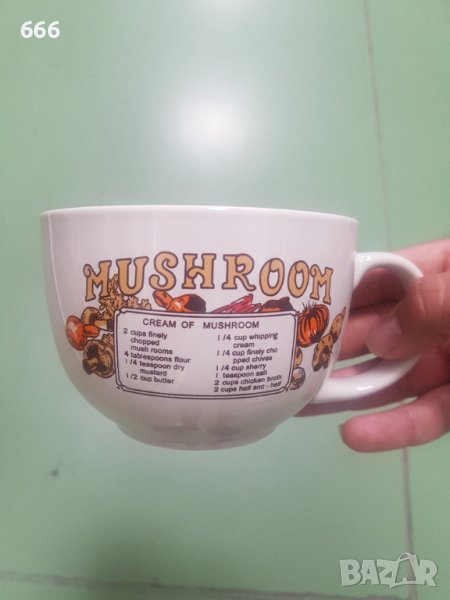 666
MUSHROOM
CREAM OF MUSHROOM
2 cups finely
chopped
mush rooms
4 tablespoons flour
1/4 teaspoon dry
mustard
1/2 cup butter
1/4 cup whipping
cream
1/4 cup finely cho
pped chives
1/4 cup sherry
1 teaspoon salt
2 cups chicken broth
2 cups half and - half
BAZAR